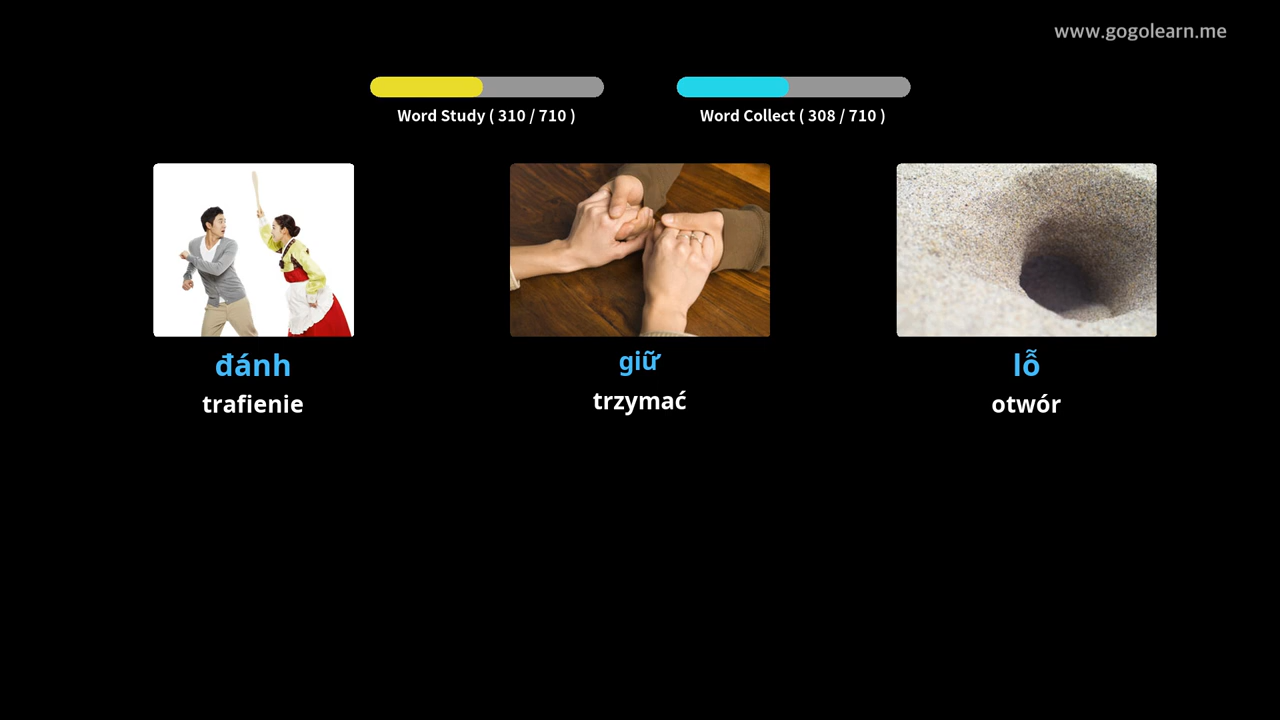 www.gogolearn.me
Word Study ( 310 / 710 )
Word Collect ( 308 / 710 )
đánh
trafienie
giữ
trzymać
lỗ
otwór